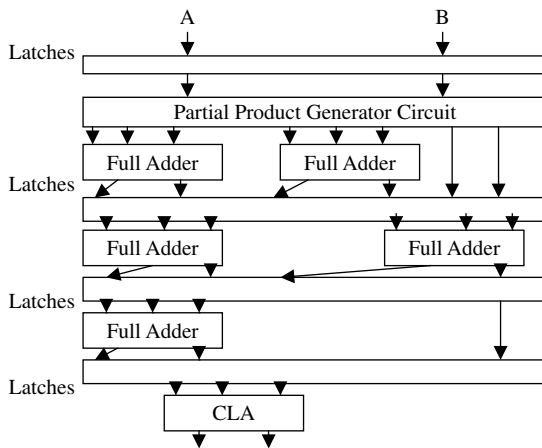 A B
Latches
Partial Product Generator Circuit
Full Adder Full Adder
Latches
Full Adder Full Adder
Latches
Full Adder
Latches
CLA